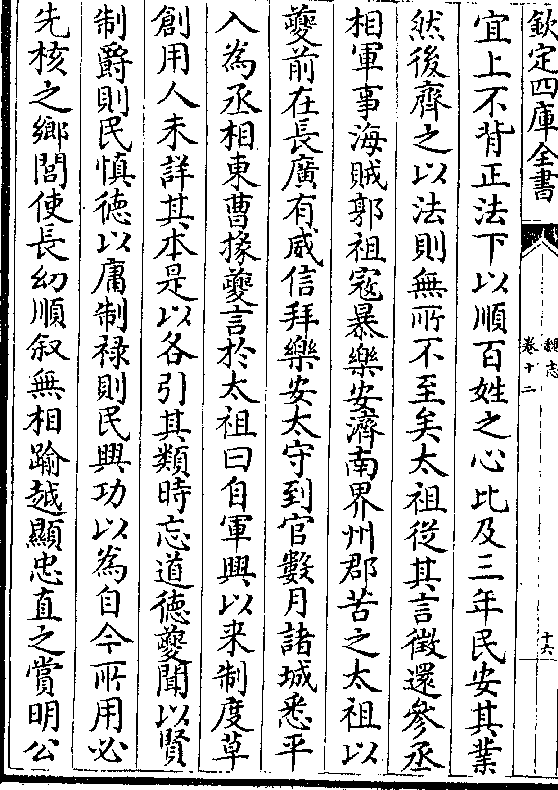 欽定四庫全書
魏志
卷十二
十六
宜上不背正法下以順百姓之心比及三年民安其業
然後齊之以法則無所不至矣太祖從其言徵還參丞
相軍事海賊郭祖寇暴樂安濟南界州郡苦之太祖以
夔前在長廣有威信拜樂安太守到官數月諸城悉平
入為丞相東曹掾夔言於太祖曰自軍興以来制度草
創用人未詳其本是以各引其類時忘道德夔聞以賢
制爵則民慎德以庸制禄則民興功以為自今所用必
先核之鄉閭使長幼順叙無相踰越顯忠直之賞明公